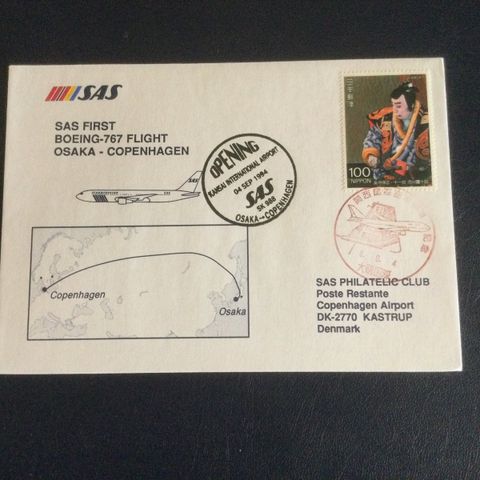 SAS
SAS FIRST
BOEING-767 FLIGHT
OSAKA - COPENHAGEN
OPENING
KANSAI INTERNATIONAL AIRPORT
04 SEP 1994
SAS
SK 988
OSAKA→COPENHAGEN
100
NIPPON
Copenhagen
Osaka
SAS PHILATELIC CLUB
Poste Restante
Copenhagen Airport
DK-2770 KASTRUP
Denmark